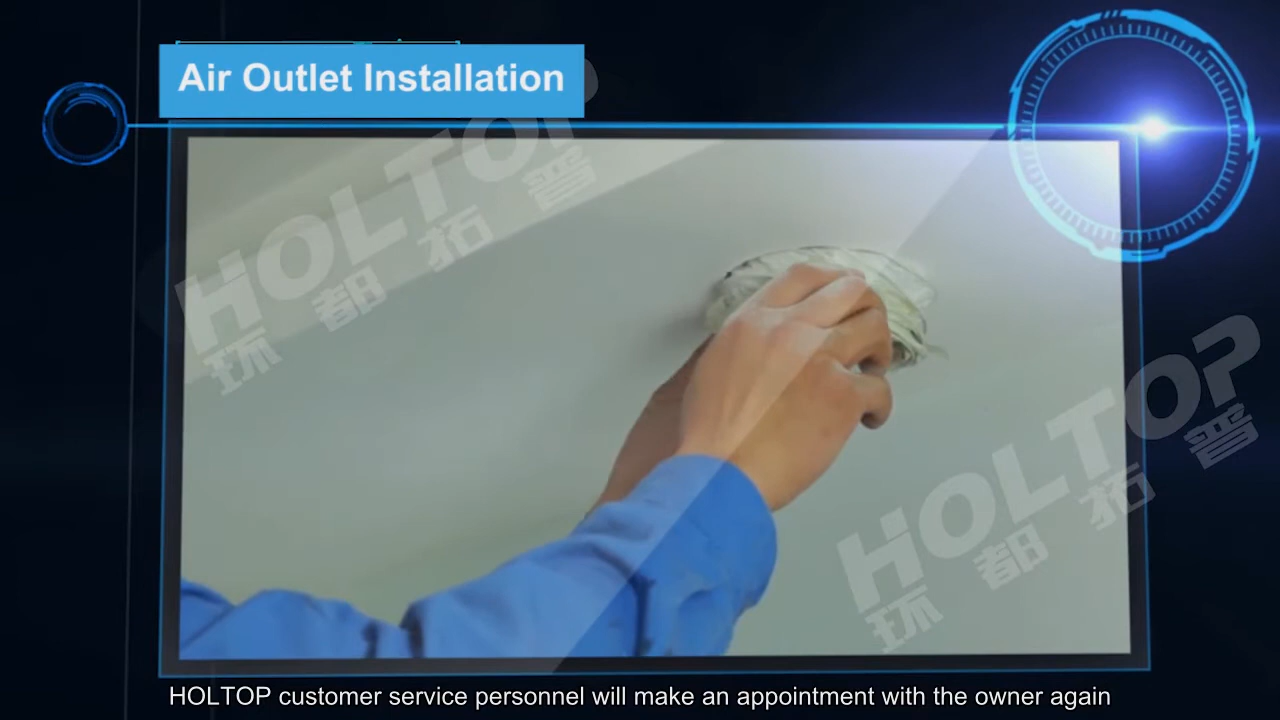 Air Outlet Installation
HOLTOP
环都拓普
HOLTOP
环都拓普
HOLTOP customer service personnel will make an appointment with the owner again